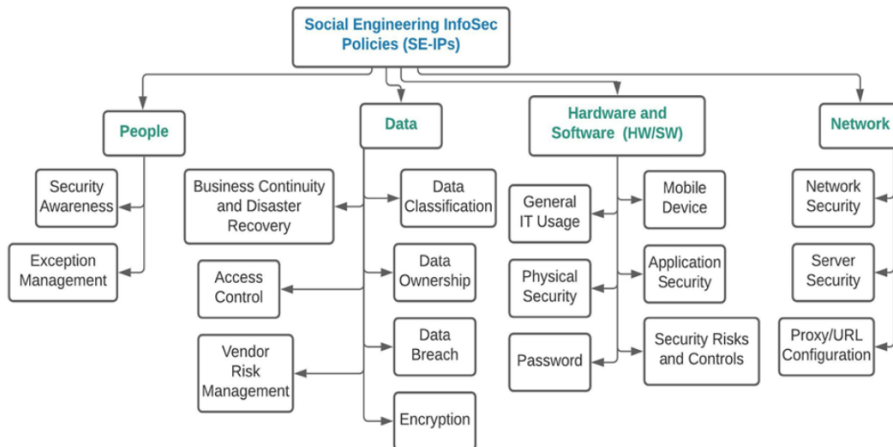 Social Engineering InfoSec
Policies (SE-IPs)
People
Data
Hardware and
Software (HW/SW)
Network
Security
Awareness
Exception
Management
Business Continuity
and Disaster
Recovery
Access
Control
Vendor
Risk
Management
Data
Classification
Data
Ownership
Data
Breach
Encryption
General
IT Usage
Physical
Security
Password
Mobile
Device
Application
Security
Security Risks
and Controls
Network
Security
Server
Security
Proxy/URL
Configuration